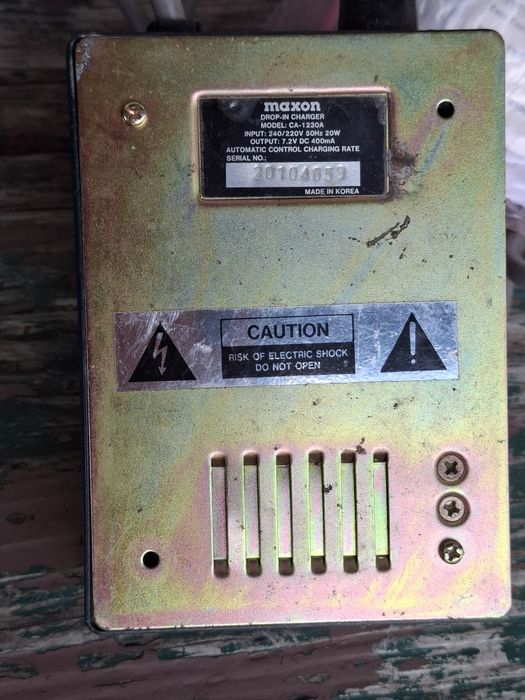 maxon
DROP-IN CHARGER
MODEL: CA-1230A
INPUT: 240/220V 50Hz 20W
OUTPUT: 7.2V DC 400mA
AUTOMATIC CONTROL CHARGING RATE
SERIAL NO.:
20104699
MADE IN KOREA
CAUTION
RISK OF ELECTRIC SHOCK
DO NOT OPEN